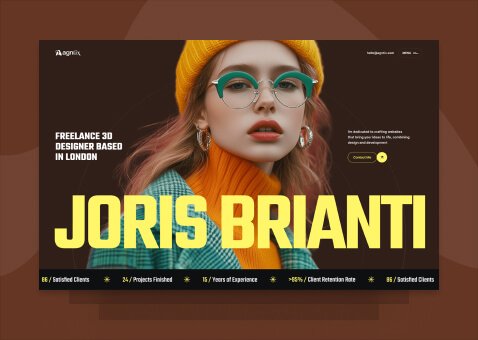 agntix
hello@agntix.com
MENU
FREELANCE 3D
DESIGNER BASED
IN LONDON
I'm dedicated to crafting websites
that bring your ideas to life, combining
design and development
Contact Me
JORIS BRIANTI
86 / Satisfied Clients
24 / Projects Finished
15 / Years of Experience
>85% / Client Retention Rate
86 / Satisfied Clients